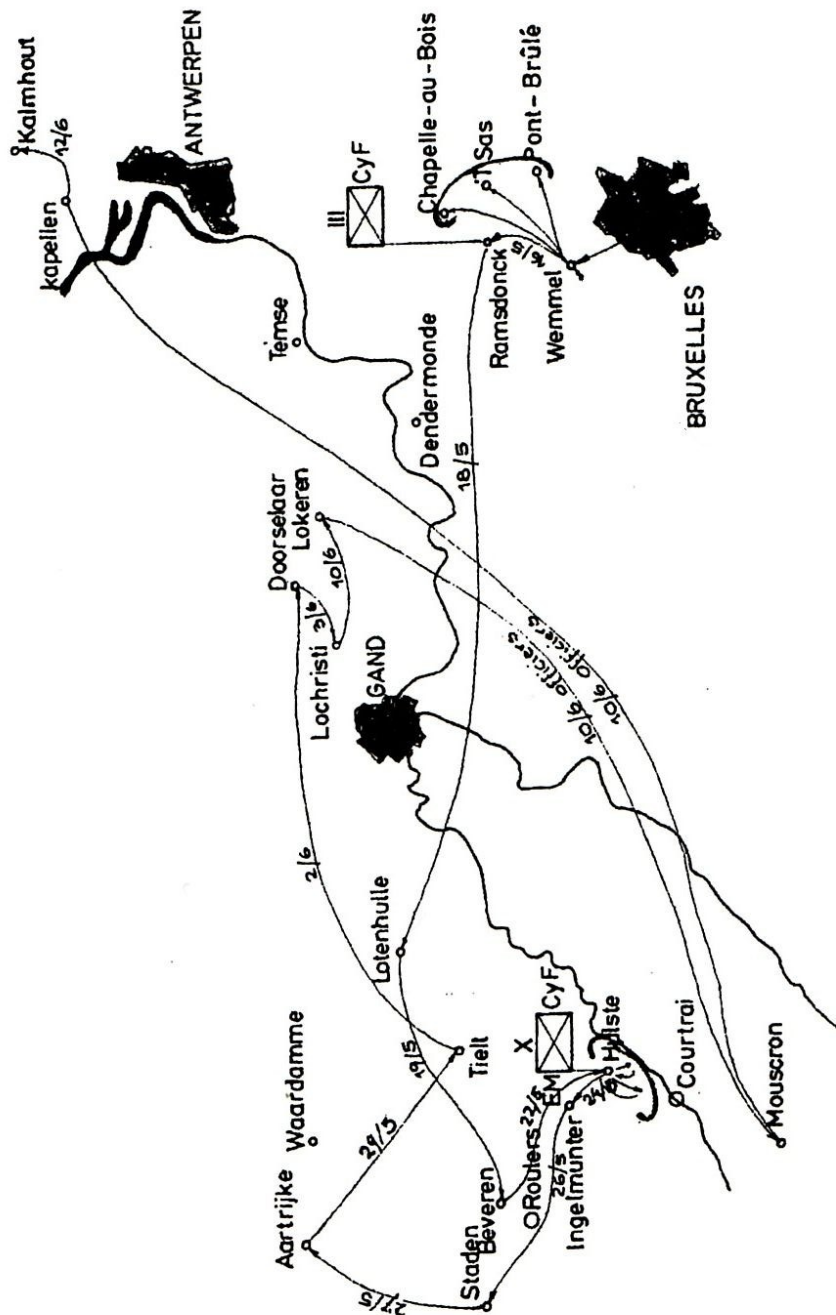 Kalmhout
12/6
kapellen
ANTWERPEN
III
CyF
Chapelle-au-Bois
'T Sas
Pont-Brûlé
Ramsdonck
16/5
Wemmel
BRUXELLES
Temse
Dendermonde
18/5
Doorselaar
Lokeren
3/6
10/6
Lochristi
GAND
10/6 officiers
10/6 officiers
2/6
Lotenhulle
19/5
Tielt
Waardamme
Aartrijke
29/5
27/5
Staden
Beveren
Roulers
22/5
EM
X
CyF
Hulste
Ingelmunter
26/5
Courtrai
Mouscron